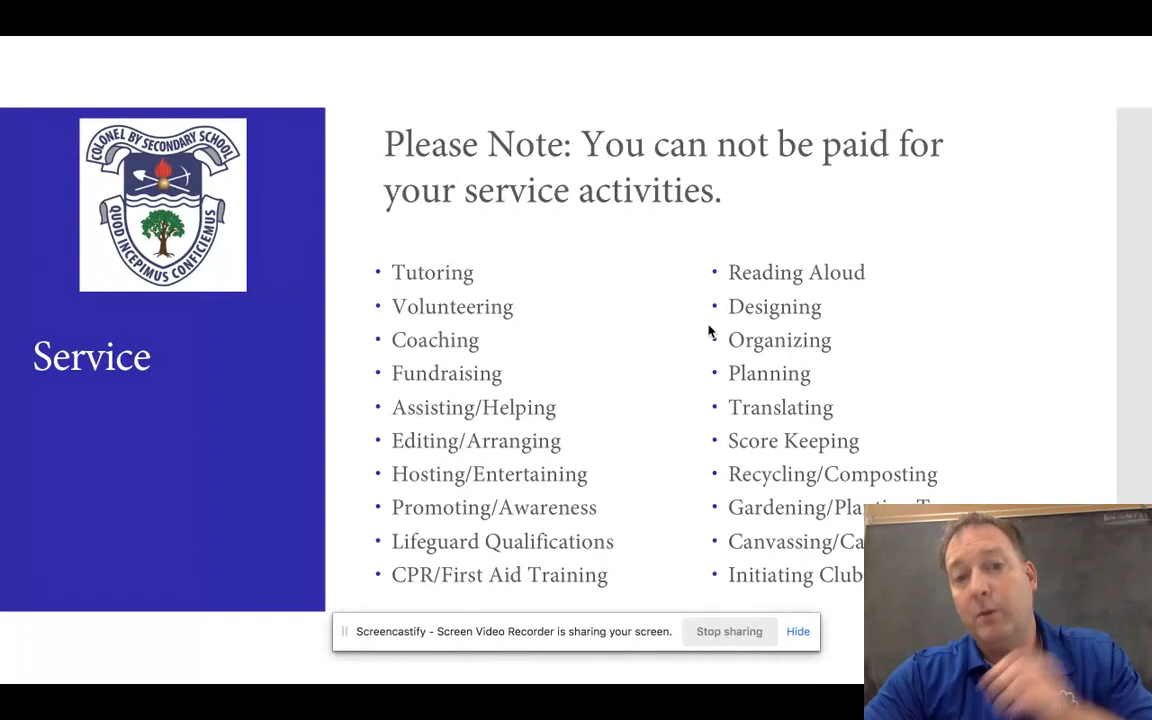 COLONEL BY SECONDARY SCHOOL
QUOD INCEPIMUS CONFICIEMUS
Service
Please Note: You can not be paid for
your service activities.
• Tutoring
• Volunteering
• Coaching
• Fundraising
• Assisting/Helping
• Editing/Arranging
• Hosting/Entertaining
• Promoting/Awareness
• Lifeguard Qualifications
• CPR/First Aid Training
• Reading Aloud
• Designing
• Organizing
• Planning
• Translating
• Score Keeping
• Recycling/Composting
• Gardening/
• Canvassing/
• Initiating Club
Screencastify - Screen Video Recorder is sharing your screen.
Stop sharing
Hide